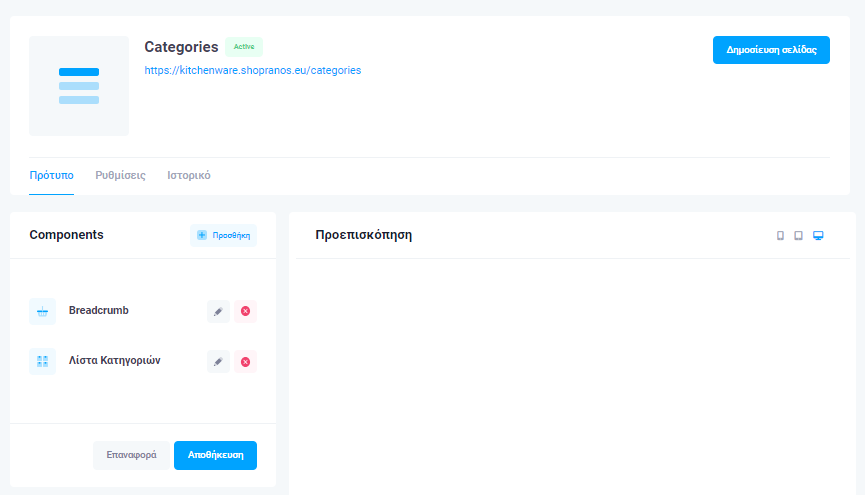 Categories Active
Δημοσίευση σελίδας
https://kitchenware.shopranos.eu/categories
Πρότυπο Ρυθμίσεις Ιστορικό
Components Προσθήκη
Προεπισκόπηση
Breadcrumb
Λίστα Κατηγοριών
Επαναφορά Αποθήκευση